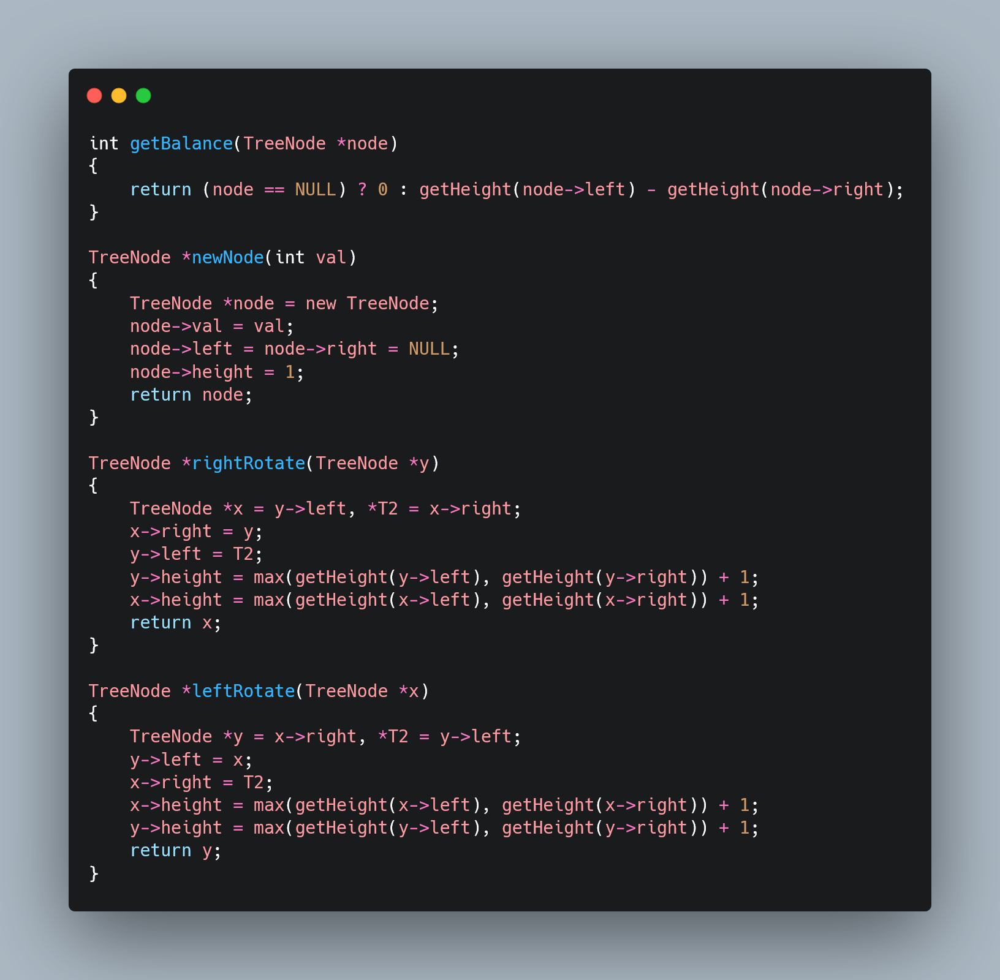 int getBalance(TreeNode *node)
{
    return (node == NULL) ? 0 : getHeight(node->left) - getHeight(node->right);
}

TreeNode *newNode(int val)
{
    TreeNode *node = new TreeNode;
    node->val = val;
    node->left = node->right = NULL;
    node->height = 1;
    return node;
}

TreeNode *rightRotate(TreeNode *y)
{
    TreeNode *x = y->left, *T2 = x->right;
    x->right = y;
    y->left = T2;
    y->height = max(getHeight(y->left), getHeight(y->right)) + 1;
    x->height = max(getHeight(x->left), getHeight(x->right)) + 1;
    return x;
}

TreeNode *leftRotate(TreeNode *x)
{
    TreeNode *y = x->right, *T2 = y->left;
    y->left = x;
    x->right = T2;
    x->height = max(getHeight(x->left), getHeight(x->right)) + 1;
    y->height = max(getHeight(y->left), getHeight(y->right)) + 1;
    return y;
}